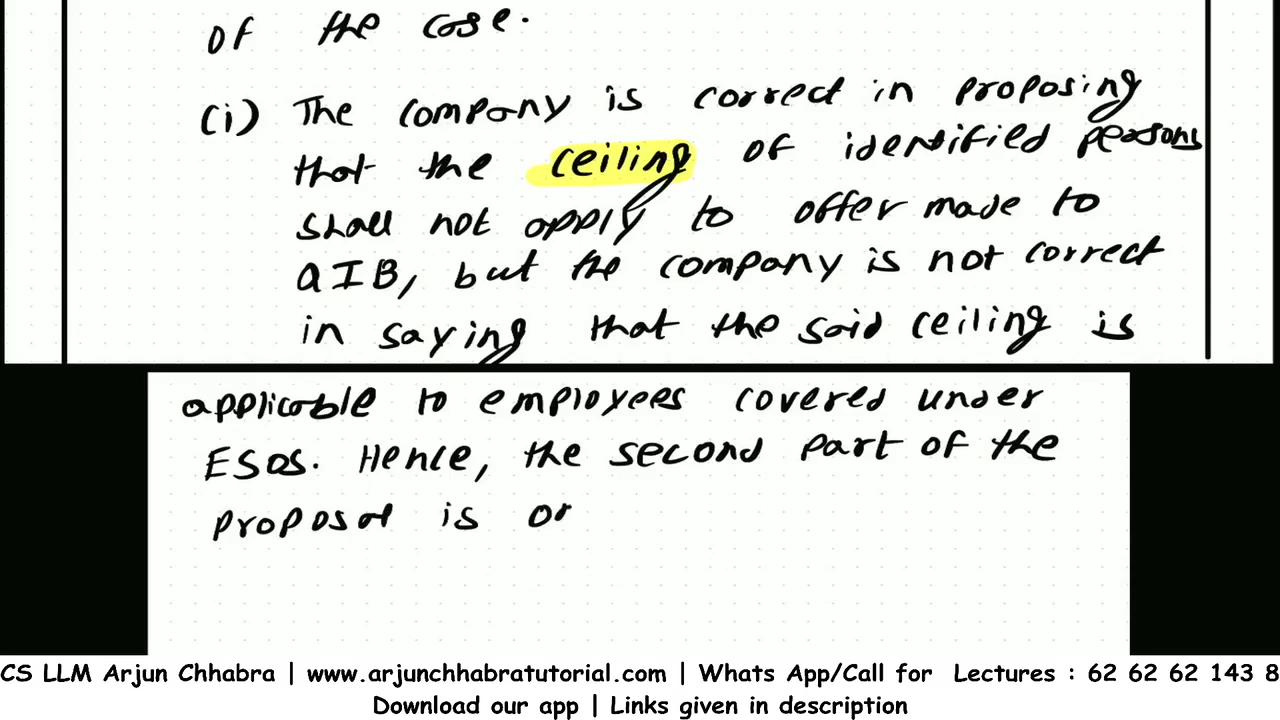 of the case.
(i) The company is correct in proposing
that the ceiling of identified persons
shall not apply to offer made to
QIB, but the company is not correct
in saying that the said ceiling is
applicable to employees covered under
ESOS. Hence, the second part of the
proposal is or
CS LLM Arjun Chhabra | www.arjunchhabratutorial.com | Whats App/Call for Lectures : 62 62 62 143 8
Download our app | Links given in description